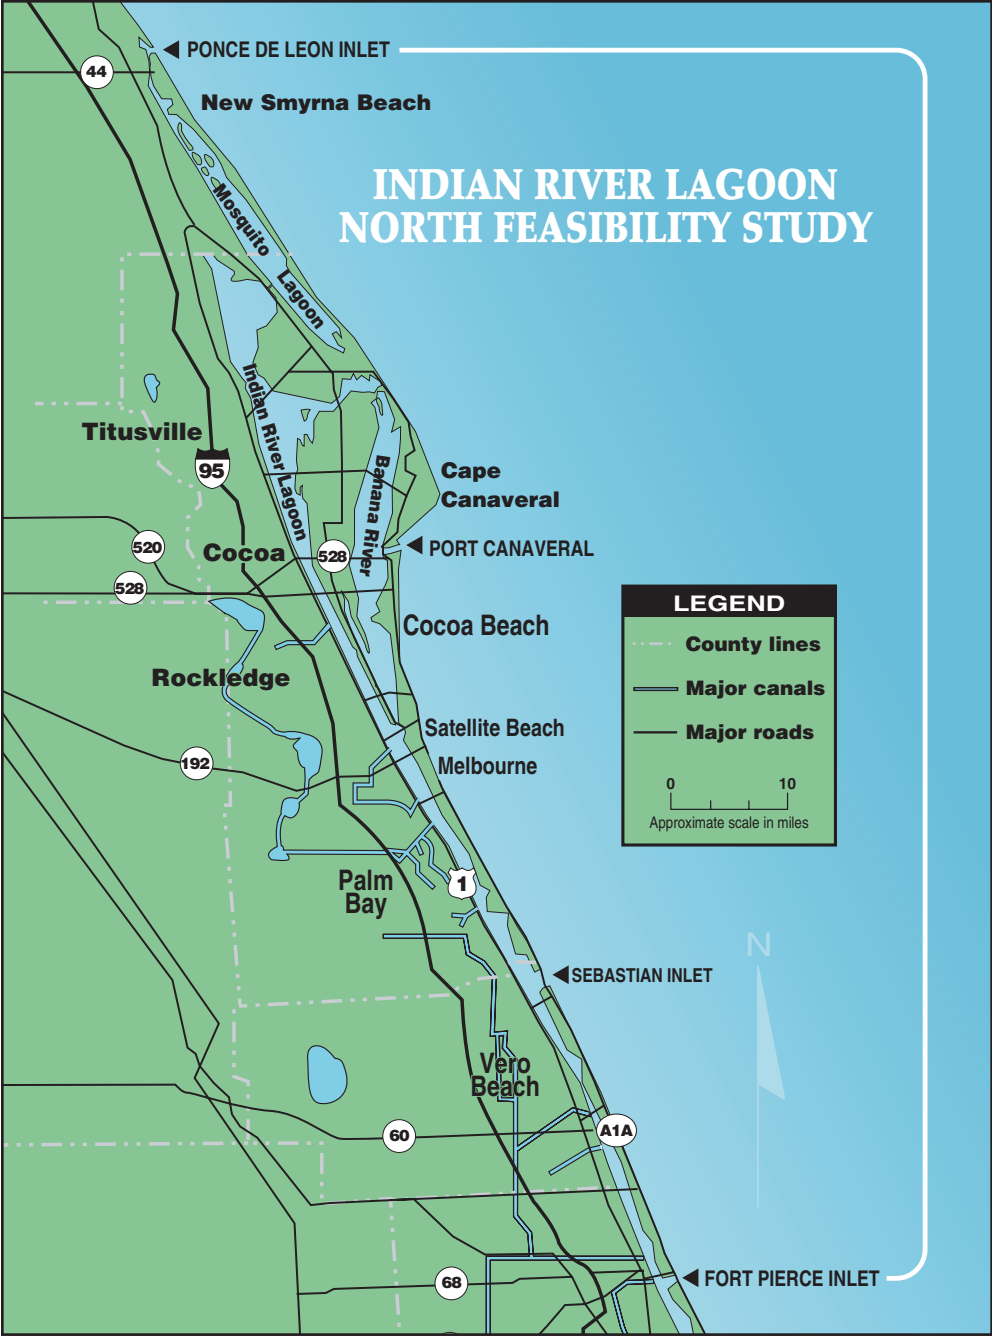 PONCE DE LEON INLET
44
New Smyrna Beach
INDIAN RIVER LAGOON
NORTH FEASIBILITY STUDY
Mosquito
Lagoon
Indian River Lagoon
Titusville
95
Banana River
Cape
Canaveral
520
Cocoa
528
PORT CANAVERAL
528
Cocoa Beach
LEGEND
County lines
Major canals
Major roads
0 10
Approximate scale in miles
Rockledge
Satellite Beach
192
Melbourne
Palm
Bay
1
N
SEBASTIAN INLET
Vero
Beach
60
A1A
68
FORT PIERCE INLET